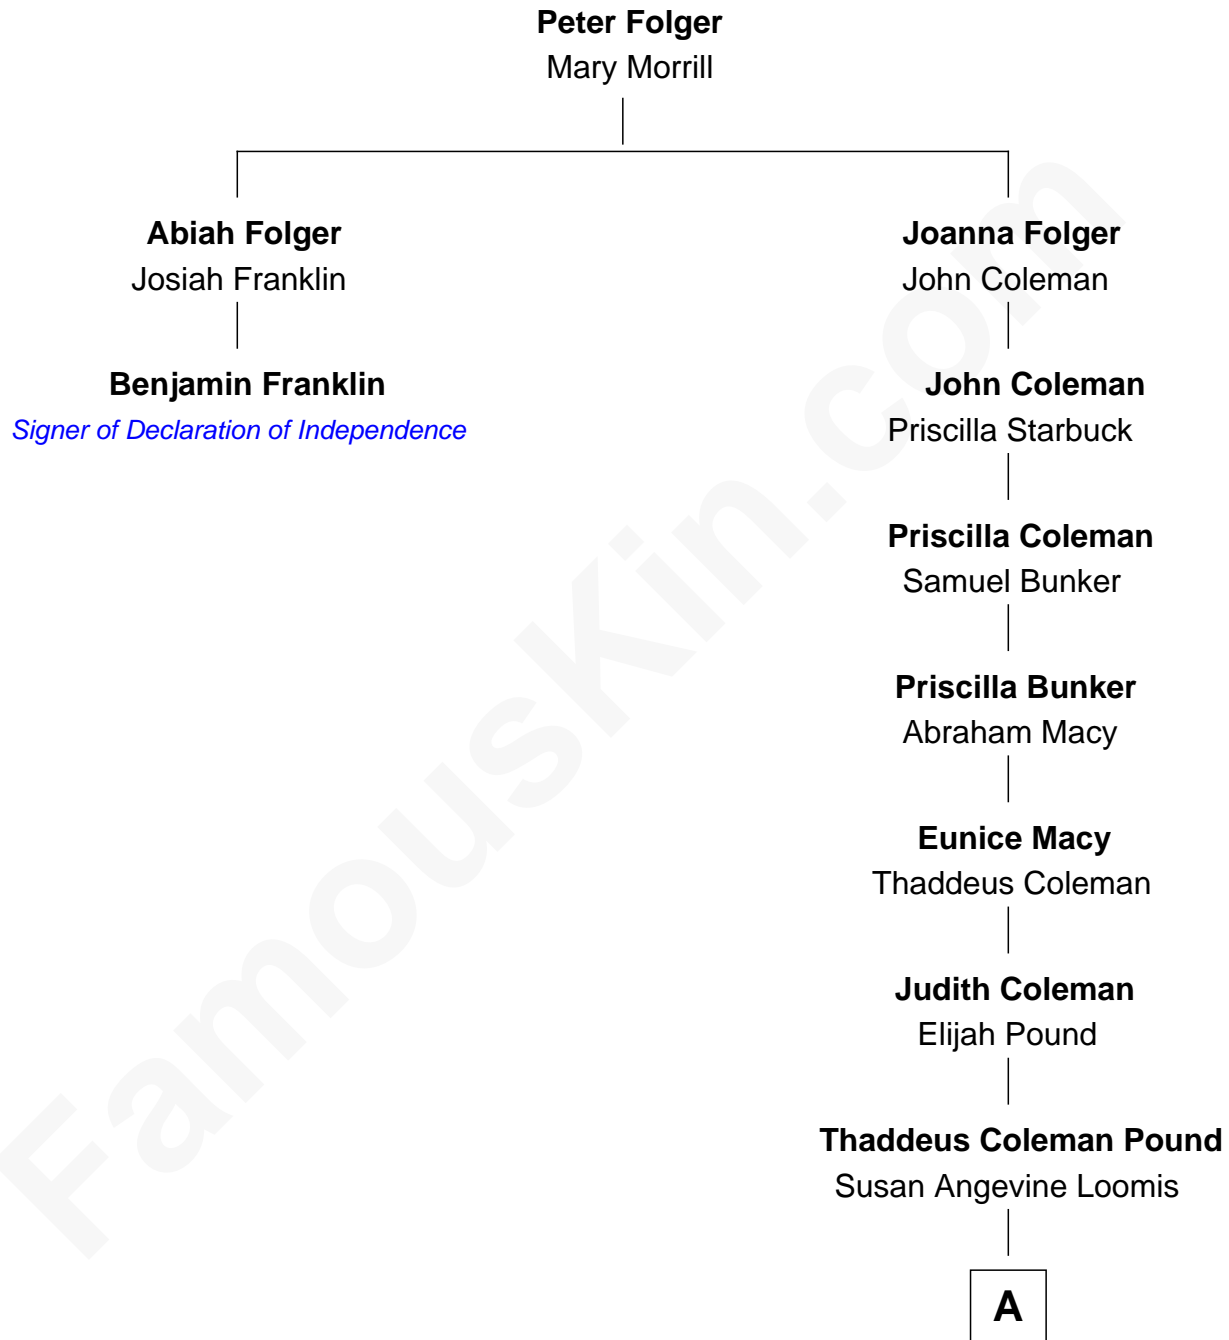 Peter Folger
Mary Morrill
Abiah Folger
Josiah Franklin
Joanna Folger
John Coleman
Benjamin Franklin
Signer of Declaration of Independence
John Coleman
Priscilla Starbuck
Priscilla Coleman
Samuel Bunker
Priscilla Bunker
Abraham Macy
Eunice Macy
Thaddeus Coleman
Judith Coleman
Elijah Pound
Thaddeus Coleman Pound
Susan Angevine Loomis
A
FamousKin.com